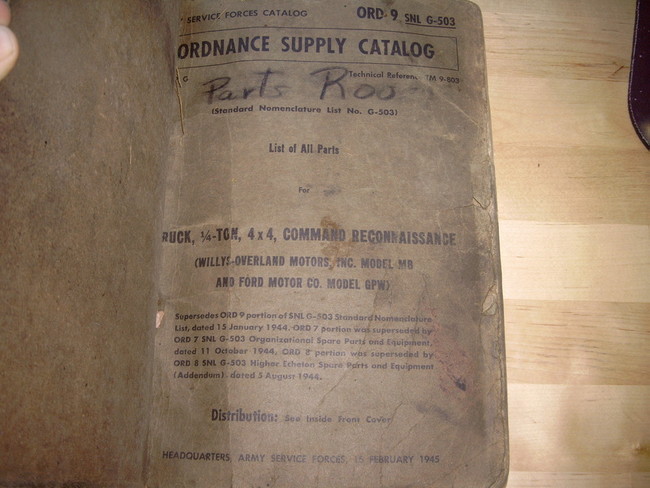 SERVICE FORCES CATALOG ORD-9 SNL G-503
ORDNANCE SUPPLY CATALOG
G Technical Referenc TM 9-803
Parts Roo
(Standard Nomenclature List No. G-503)
List of All Parts
For
RUCK, ¼-TON, 4 x 4, COMMAND RECONNAISSANCE
(WILLYS-OVERLAND MOTORS, INC. MODEL MB
AND FORD MOTOR CO. MODEL GPW)
Supersedes ORD 9 portion of SNL G-503 Standard Nomenclature
List, dated 15 January 1944. ORD 7 portion was superseded by
ORD 7 SNL G-503 Organizational Spare Parts and Equipment,
dated 11 October 1944. ORD 8 portion was superseded by
ORD 8 SNL G-503 Higher Echelon Spare Parts and Equipment
(Addendum), dated 5 August 1944.
Distribution: See Inside Front Cover
HEADQUARTERS, ARMY SERVICE FORCES, 15 FEBRUARY 1945